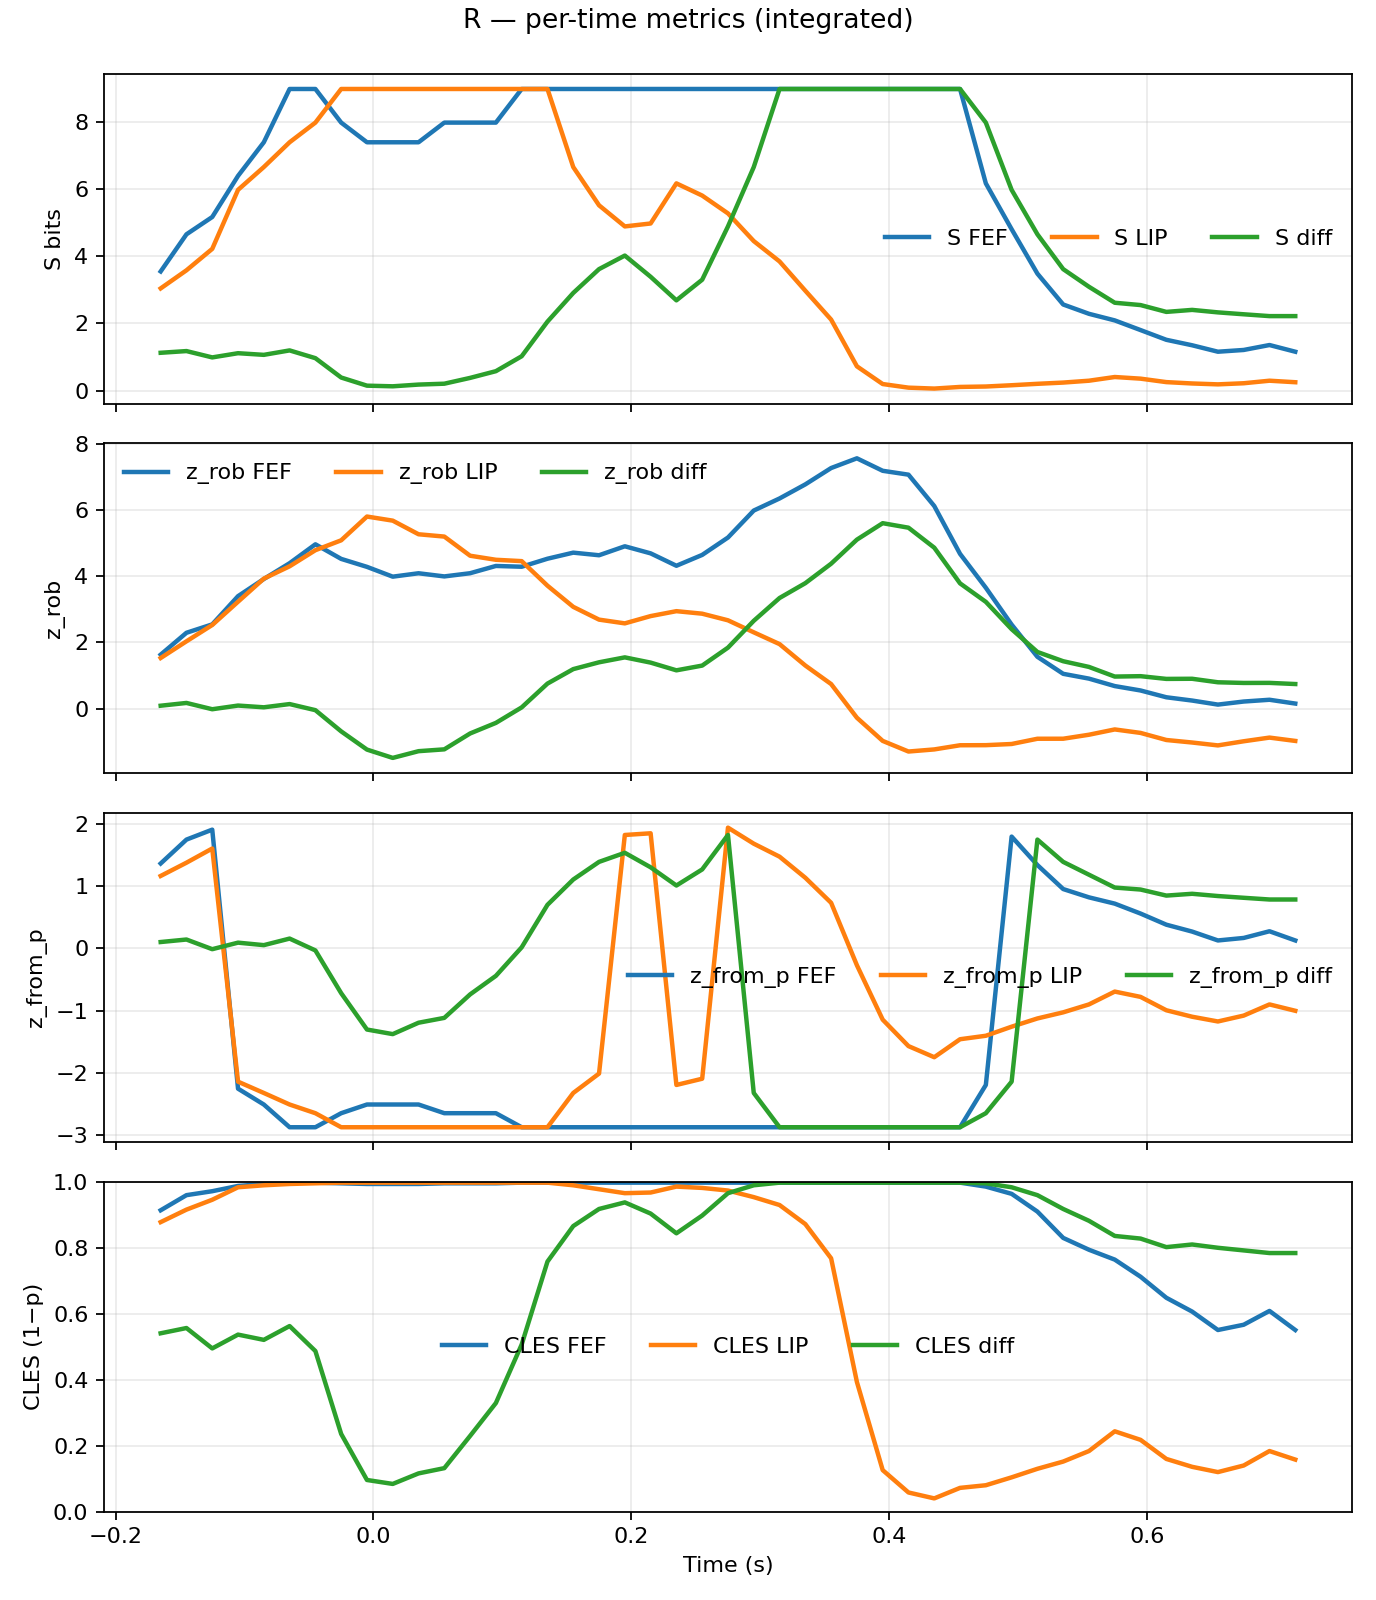 R — per-time metrics (integrated)
8
6
4
2
0
S bits
S FEF
S LIP
S diff
8
6
4
2
0
z_rob
z_rob FEF
z_rob LIP
z_rob diff
2
1
0
−1
−2
−3
z_from_p
z_from_p FEF
z_from_p LIP
z_from_p diff
1.0
0.8
0.6
0.4
0.2
0.0
CLES (1−p)
CLES FEF
CLES LIP
CLES diff
−0.2
0.0
0.2
0.4
0.6
Time (s)